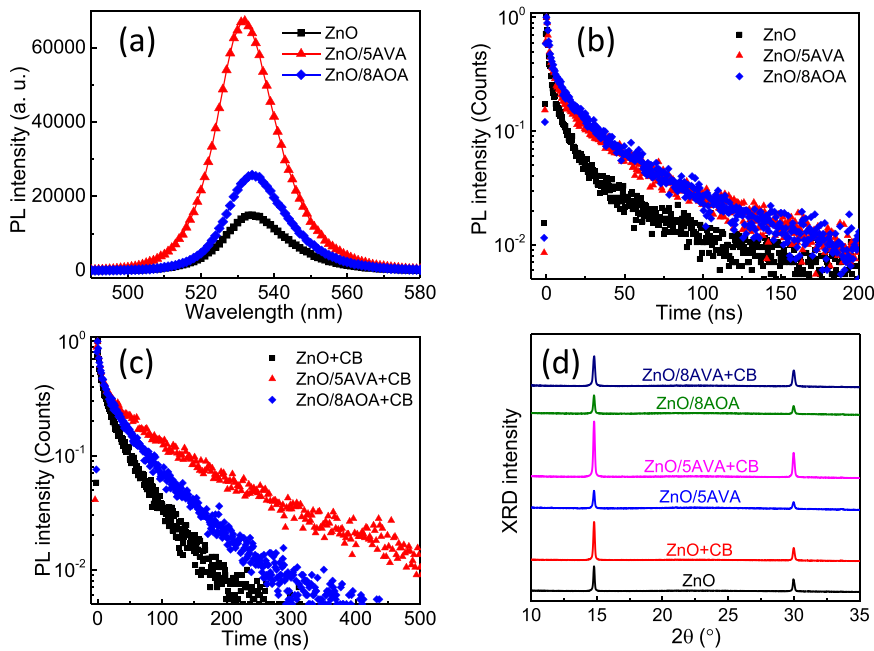 (a)
ZnO
ZnO/5AVA
ZnO/8AOA
PL intensity (a. u.)
60000
40000
20000
0
500 520 540 560 580
Wavelength (nm)
(b)
ZnO
ZnO/5AVA
ZnO/8AOA
PL intensity (Counts)
10⁰
10⁻¹
10⁻²
0 50 100 150 200
Time (ns)
(c)
ZnO+CB
ZnO/5AVA+CB
ZnO/8AOA+CB
PL intensity (Counts)
10⁰
10⁻¹
10⁻²
0 100 200 300 400 500
Time (ns)
(d)
XRD intensity
ZnO/8AVA+CB
ZnO/8AOA
ZnO/5AVA+CB
ZnO/5AVA
ZnO+CB
ZnO
10 15 20 25 30 35
2θ (°)